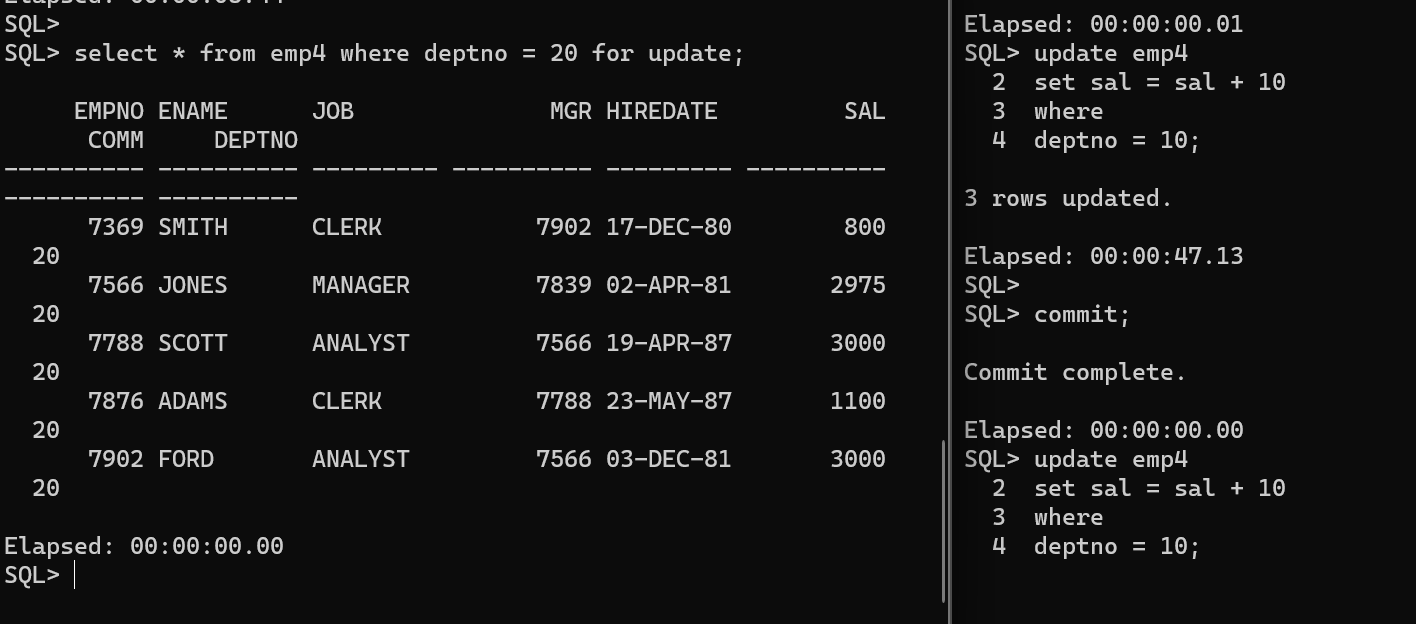 SQL>
SQL> select * from emp4 where deptno = 20 for update;
EMPNO ENAME JOB MGR HIREDATE SAL
COMM DEPTNO
---------- ---------- --------- ---------- --------- ----------
---------- ----------
7369 SMITH CLERK 7902 17-DEC-80 800
20
7566 JONES MANAGER 7839 02-APR-81 2975
20
7788 SCOTT ANALYST 7566 19-APR-87 3000
20
7876 ADAMS CLERK 7788 23-MAY-87 1100
20
7902 FORD ANALYST 7566 03-DEC-81 3000
20
Elapsed: 00:00:00.00
SQL>
Elapsed: 00:00:00.01
SQL> update emp4
2 set sal = sal + 10
3 where
4 deptno = 10;
3 rows updated.
Elapsed: 00:00:47.13
SQL>
SQL> commit;
Commit complete.
Elapsed: 00:00:00.00
SQL> update emp4
2 set sal = sal + 10
3 where
4 deptno = 10;